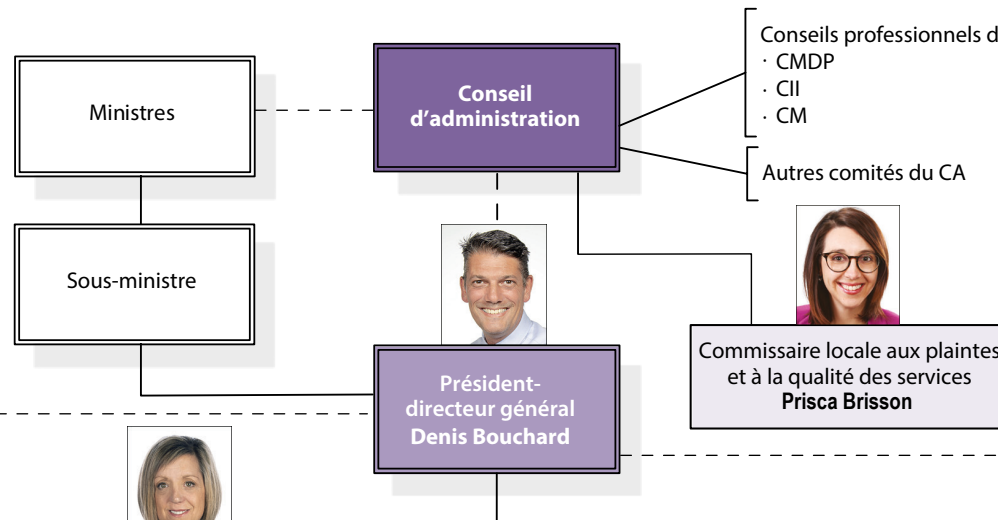 Ministres
Conseil
d'administration
Conseils professionnels d
· CMDP
· CII
· CM
Autres comités du CA
Sous-ministre
Président-
directeur général
Denis Bouchard
Commissaire locale aux plaintes
et à la qualité des services
Prisca Brisson